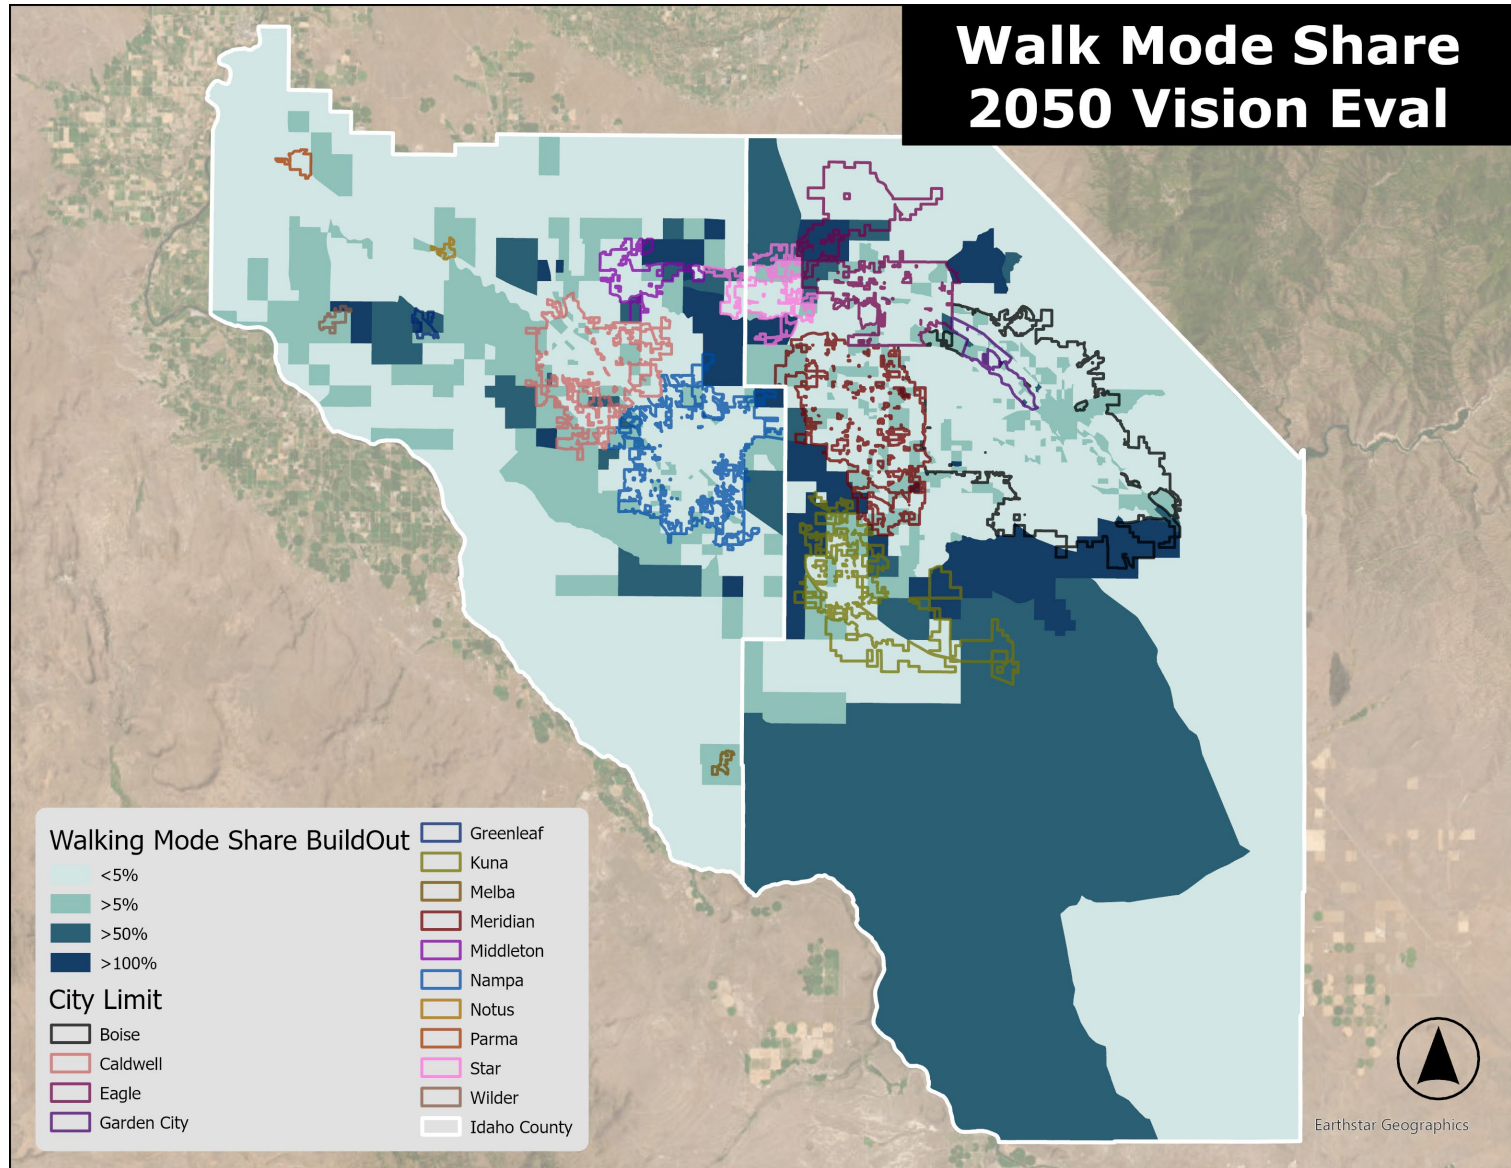 Walk Mode Share
2050 Vision Eval
Walking Mode Share BuildOut
<5%
>5%
>50%
>100%
City Limit
Boise
Caldwell
Eagle
Garden City
Greenleaf
Kuna
Melba
Meridian
Middleton
Nampa
Notus
Parma
Star
Wilder
Idaho County
Earthstar Geographics